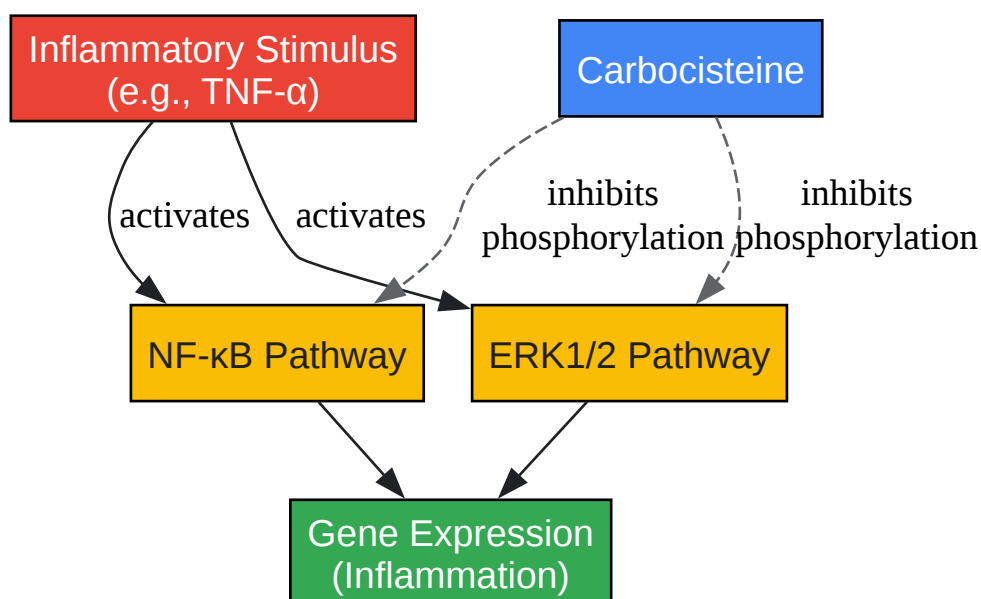 Inflammatory Stimulus
(e.g., TNF-α)
Carbocisteine
activates
activates
inhibits
phosphorylation
inhibits
phosphorylation
NF-κB Pathway
ERK1/2 Pathway
Gene Expression
(Inflammation)